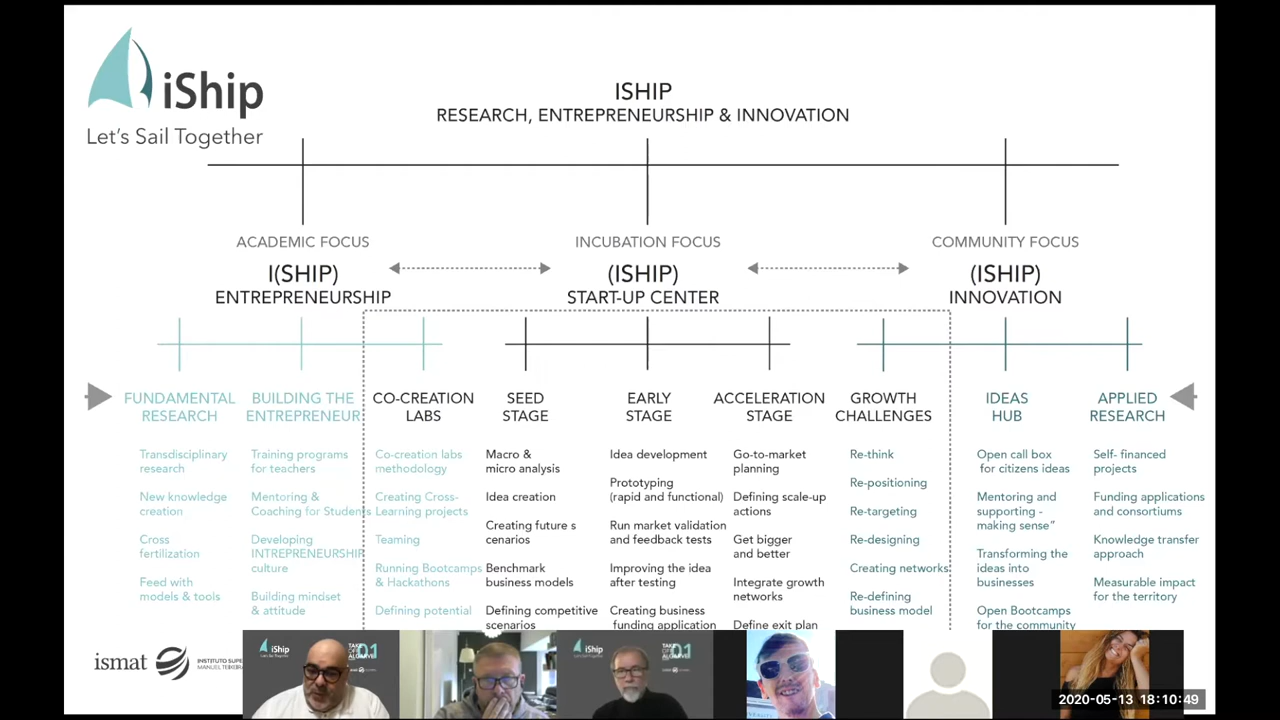 iShip
Let's Sail Together
ISHIP
RESEARCH, ENTREPRENEURSHIP & INNOVATION
ACADEMIC FOCUS
I(SHIP)
ENTREPRENEURSHIP
INCUBATION FOCUS
(ISHIP)
START-UP CENTER
COMMUNITY FOCUS
(ISHIP)
INNOVATION
FUNDAMENTAL
RESEARCH
Transdisciplinary
research
New knowledge
creation
Cross
fertilization
Feed with
models & tools
BUILDING THE
ENTREPRENEUR
Training programs
for teachers
Mentoring &
Coaching for Students
Developing
INTREPRENEURSHIP
culture
Building mindset
& attitude
CO-CREATION
LABS
Co-creation labs
methodology
Creating Cross-
Learning projects
Teaming
Running Bootcamps
& Hackathons
Defining potential
SEED
STAGE
Macro &
micro analysis
Idea creation
Creating future s
cenarios
Benchmark
business models
Defining competitive
scenarios
EARLY
STAGE
Idea development
Prototyping
(rapid and functional)
Run market validation
and feedback tests
Improving the idea
after testing
Creating business
funding application
ACCELERATION
STAGE
Go-to-market
planning
Defining scale-up
actions
Get bigger
and better
Integrate growth
networks
Define exit plan
GROWTH
CHALLENGES
Re-think
Re-positioning
Re-targeting
Re-designing
Creating networks
Re-defining
business model
IDEAS
HUB
Open call box
for citizens ideas
Mentoring and
supporting -
making sense"
Transforming the
ideas into
businesses
Open Bootcamps
for the community
APPLIED
RESEARCH
Self- financed
projects
Funding applications
and consortiums
Knowledge transfer
approach
Measurable impact
for the territory
ismat
INSTITUTO SUPE
MANUEL TEIXEIRA
iShip
Let's Sail Together
iShip
2020-05-13 18:10:49